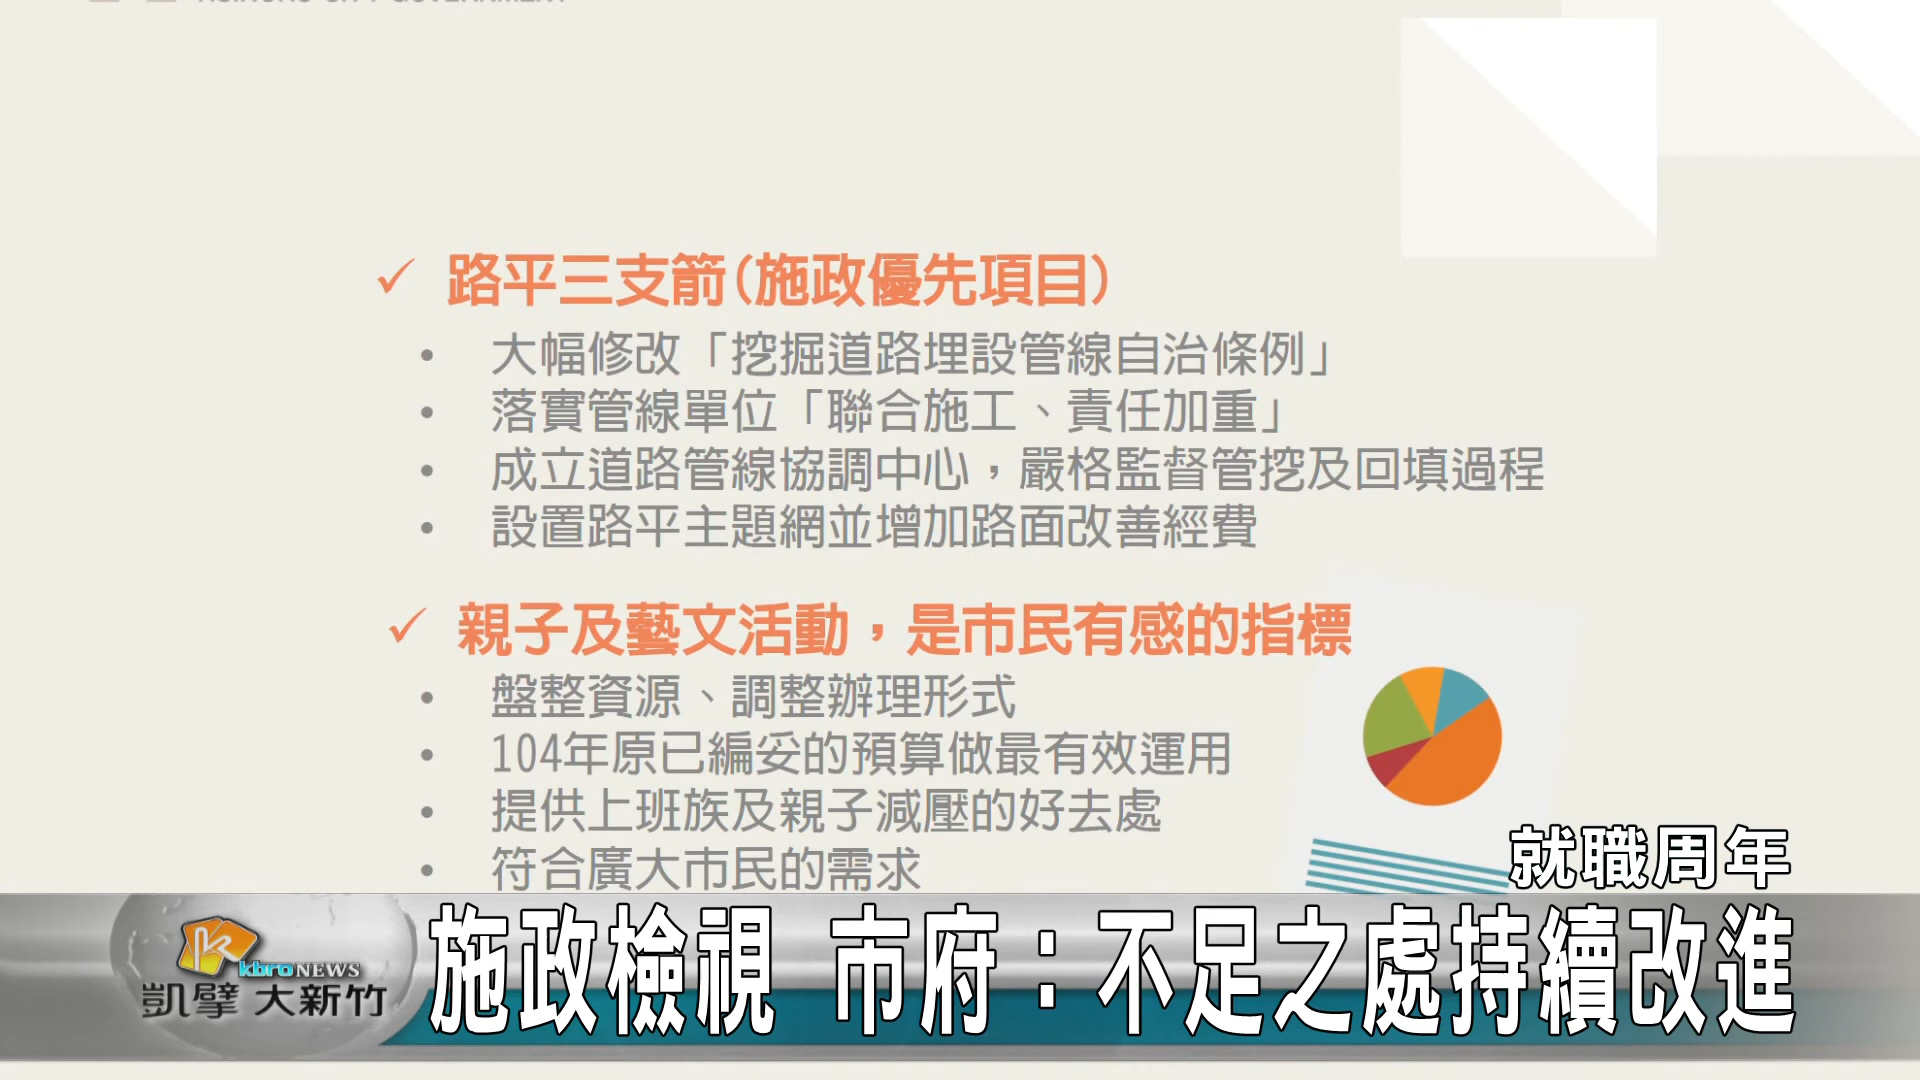 HSINCHU CITY GOVERNMENT
✓ 路平三支箭(施政優先項目)
• 大幅修改「挖掘道路埋設管線自治條例」
• 落實管線單位「聯合施工、責任加重」
• 成立道路管線協調中心，嚴格監督管挖及回填過程
• 設置路平主題網並增加路面改善經費
✓ 親子及藝文活動，是市民有感的指標
• 盤整資源、調整辦理形式
• 104年原已編妥的預算做最有效運用
• 提供上班族及親子減壓的好去處
• 符合廣大市民的需求
就職周年
施政檢視 市府：不足之處持續改進
kbro NEWS
凱擘 大新竹